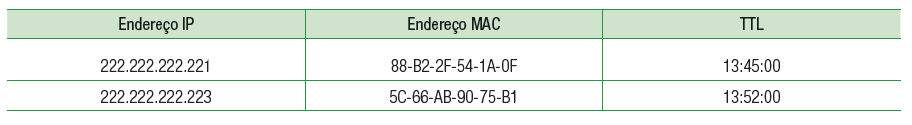 Endereço IP Endereço MAC TTL
222.222.222.221 88-B2-2F-54-1A-0F 13:45:00
222.222.222.223 5C-66-AB-90-75-B1 13:52:00